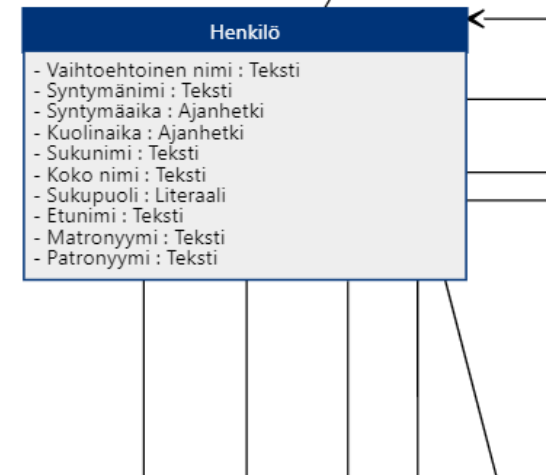 Henkilö
- Vaihtoehtoinen nimi : Teksti
- Syntymänimi : Teksti
- Syntymäaika : Ajanhetki
- Kuolinaika : Ajanhetki
- Sukunimi : Teksti
- Koko nimi : Teksti
- Sukupuoli : Literaali
- Etunimi : Teksti
- Matronyymi : Teksti
- Patronyymi : Teksti